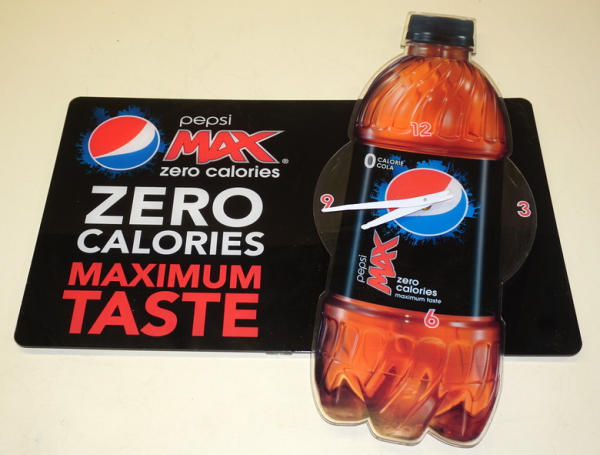 pepsi
MAX®
zero calories
ZERO
CALORIES
MAXIMUM
TASTE
12
0 CALORIE
COLA
9
3
pepsi
MAX
zero
calories
maximum taste
6